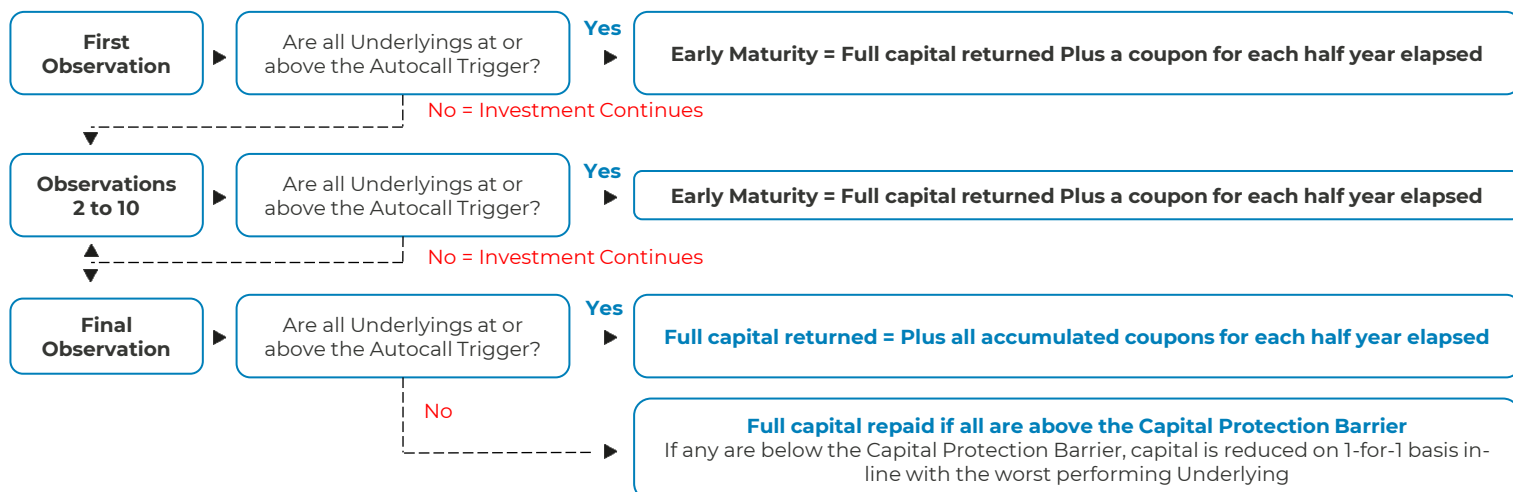 First
Observation
Are all Underlyings at or
above the Autocall Trigger?
Yes
Early Maturity = Full capital returned Plus a coupon for each half year elapsed
No = Investment Continues
Observations
2 to 10
Are all Underlyings at or
above the Autocall Trigger?
Yes
Early Maturity = Full capital returned Plus a coupon for each half year elapsed
No = Investment Continues
Final
Observation
Are all Underlyings at or
above the Autocall Trigger?
Yes
Full capital returned = Plus all accumulated coupons for each half year elapsed
No
Full capital repaid if all are above the Capital Protection Barrier
If any are below the Capital Protection Barrier, capital is reduced on 1-for-1 basis in-
line with the worst performing Underlying